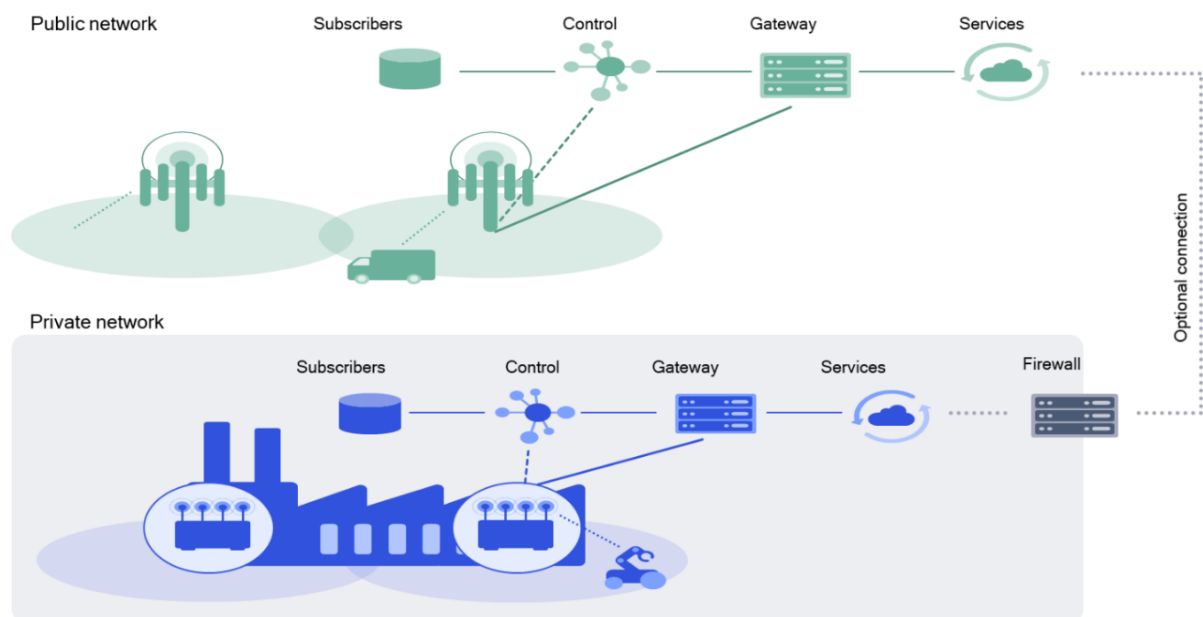 Public network
Subscribers
Control
Gateway
Services
Optional connection
Private network
Subscribers
Control
Gateway
Services
Firewall